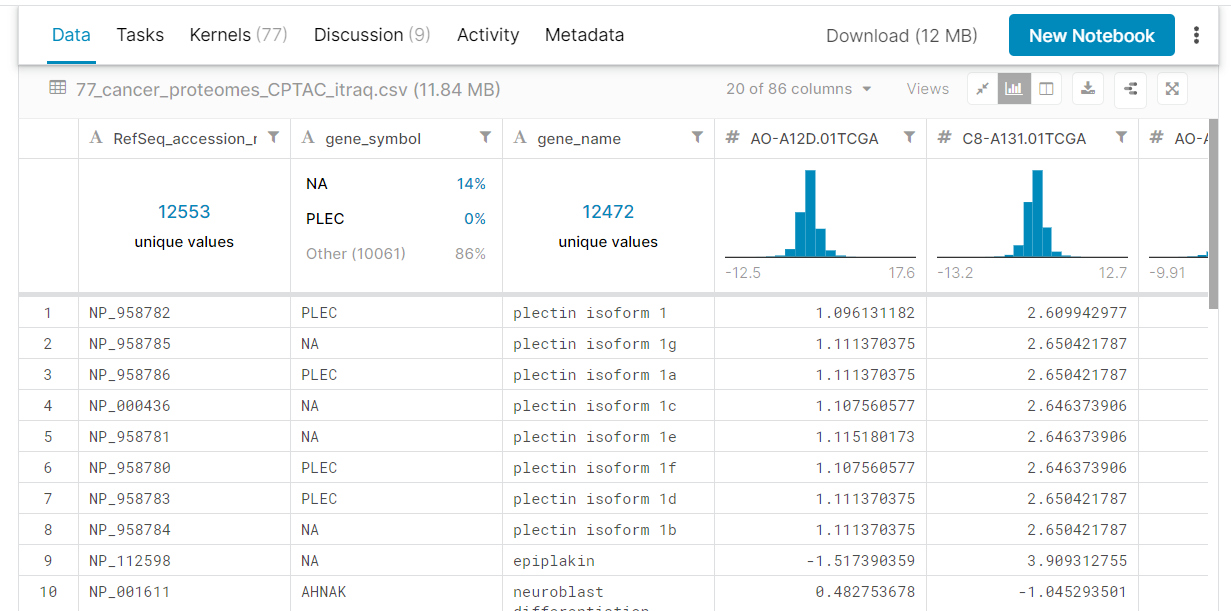 Data Tasks Kernels (77) Discussion (9) Activity Metadata Download (12 MB) New Notebook
77_cancer_proteomes_CPTAC_itraq.csv (11.84 MB) 20 of 86 columns Views
A RefSeq_accession_r A gene_symbol A gene_name # AO-A12D.01TCGA # C8-A131.01TCGA # AO-A
NA 14%
12553 PLEC 0% 12472
unique values unique values
Other (10061) 86%
-12.5 17.6 -13.2 12.7 -9.91
1 NP_958782 PLEC plectin isoform 1 1.096131182 2.609942977
2 NP_958785 NA plectin isoform 1g 1.111370375 2.650421787
3 NP_958786 PLEC plectin isoform 1a 1.111370375 2.650421787
4 NP_000436 NA plectin isoform 1c 1.107560577 2.646373906
5 NP_958781 NA plectin isoform 1e 1.115180173 2.646373906
6 NP_958780 PLEC plectin isoform 1f 1.107560577 2.646373906
7 NP_958783 PLEC plectin isoform 1d 1.111370375 2.650421787
8 NP_958784 NA plectin isoform 1b 1.111370375 2.650421787
9 NP_112598 NA epiplakin -1.517390359 3.909312755
10 NP_001611 AHNAK neuroblast 0.482753678 -1.045293501
differentiation